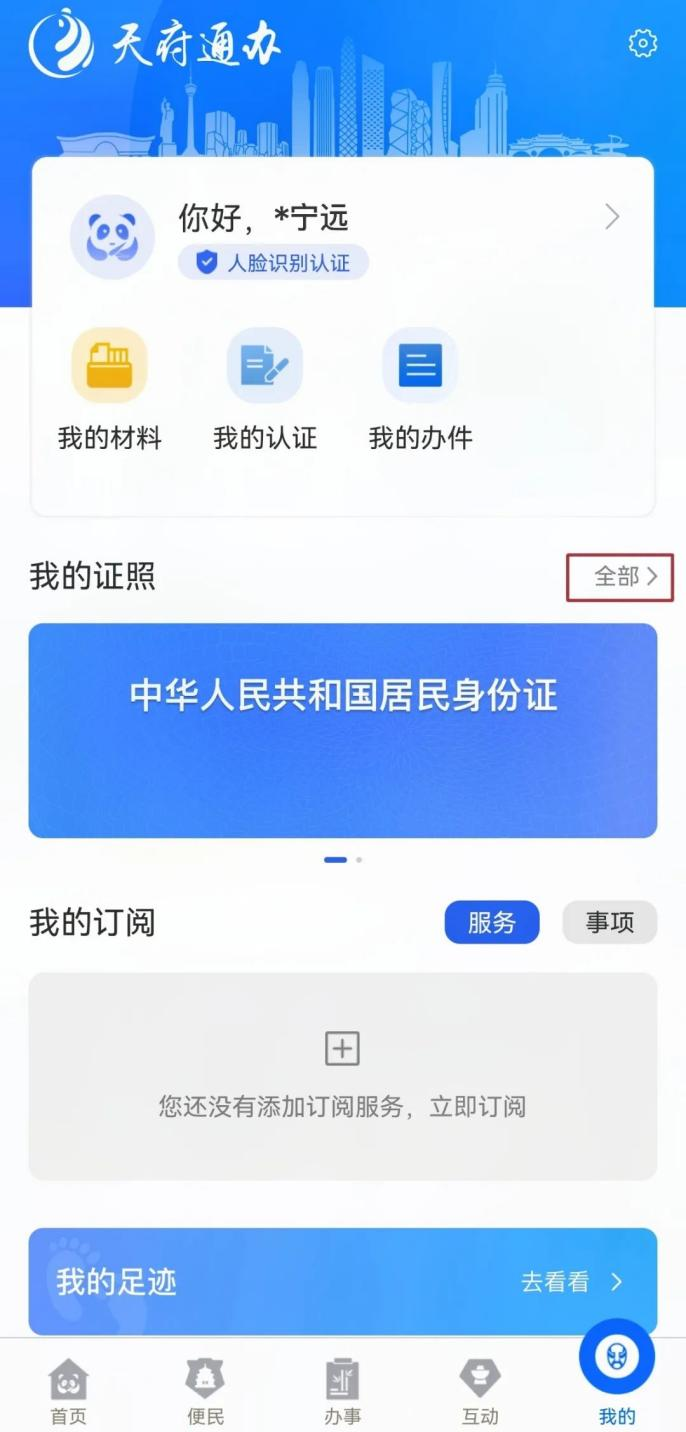 天府通办
你好，*宁远
人脸识别认证
我的材料 我的认证 我的办件
我的证照 全部
中华人民共和国居民身份证
我的订阅 服务 事项
您还没有添加订阅服务，立即订阅
我的足迹 去看看
首页 便民 办事 互动 我的